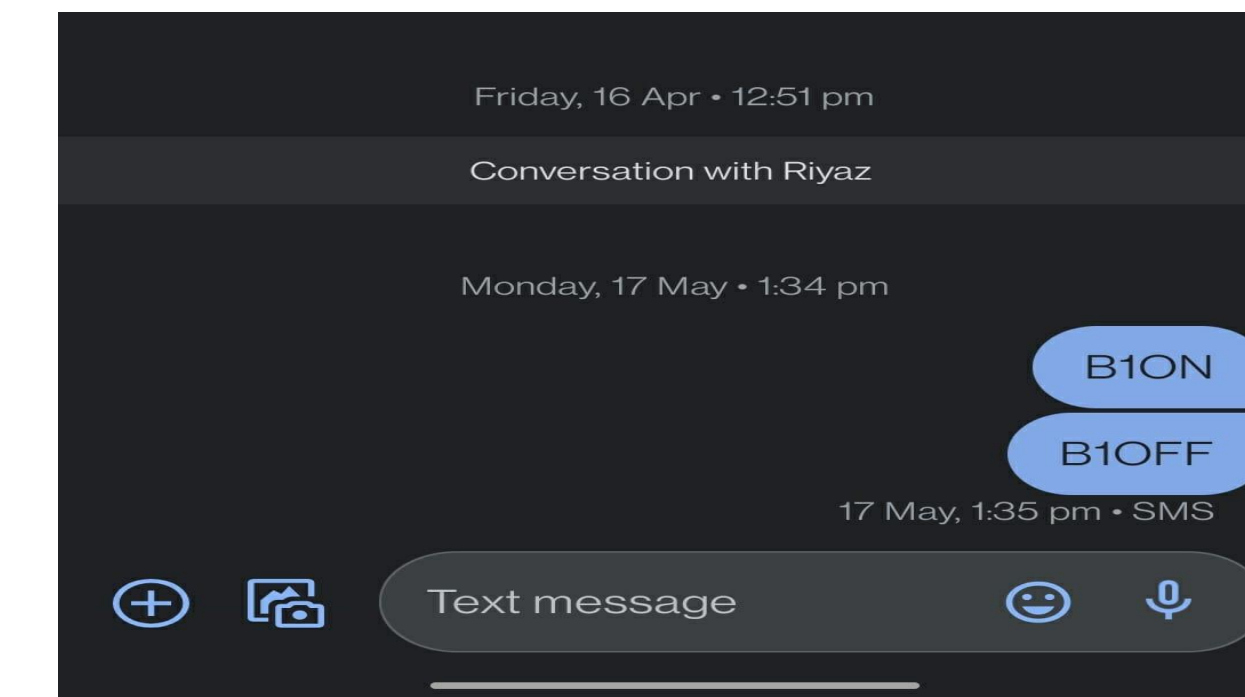 Friday, 16 Apr • 12:51 pm
Conversation with Riyaz
Monday, 17 May • 1:34 pm
B1ON
B1OFF
17 May, 1:35 pm • SMS
Text message